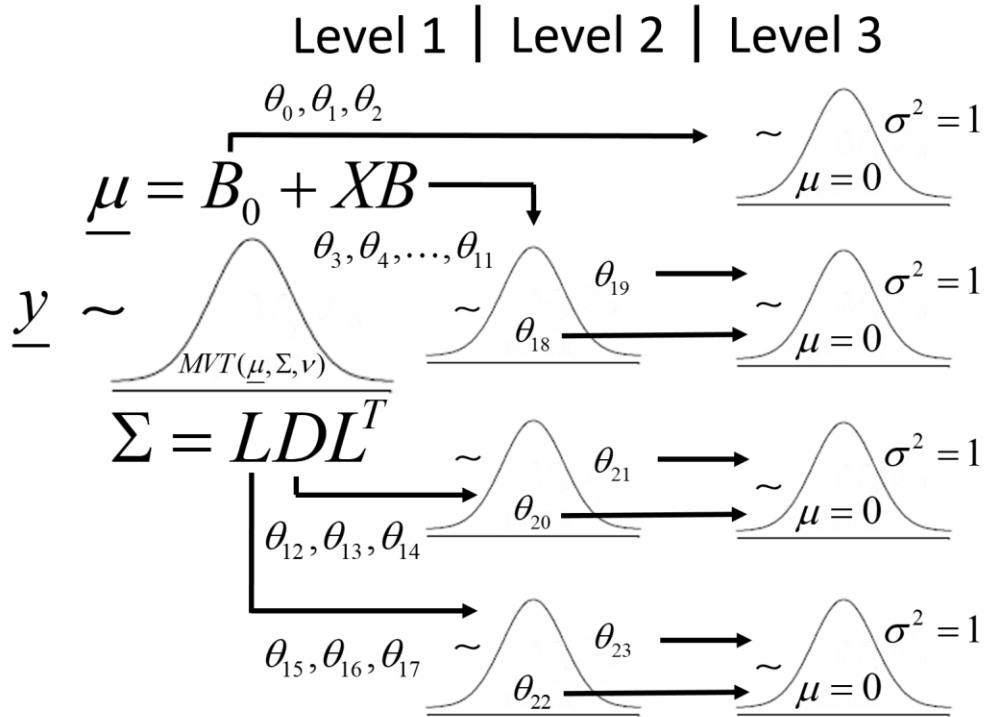 Level 1 | Level 2 | Level 3
θ₀, θ₁, θ₂
~ σ² = 1
μ = 0
μ = B₀ + XB
θ₃, θ₄, …, θ₁₁
θ₁₉
~ σ² = 1
y ~
~
θ₁₈
μ = 0
MVT(μ, Σ, ν)
Σ = LDLᵀ
~
θ₂₁
~ σ² = 1
θ₂₀
μ = 0
θ₁₂, θ₁₃, θ₁₄
θ₁₅, θ₁₆, θ₁₇
~
θ₂₃
~ σ² = 1
θ₂₂
μ = 0